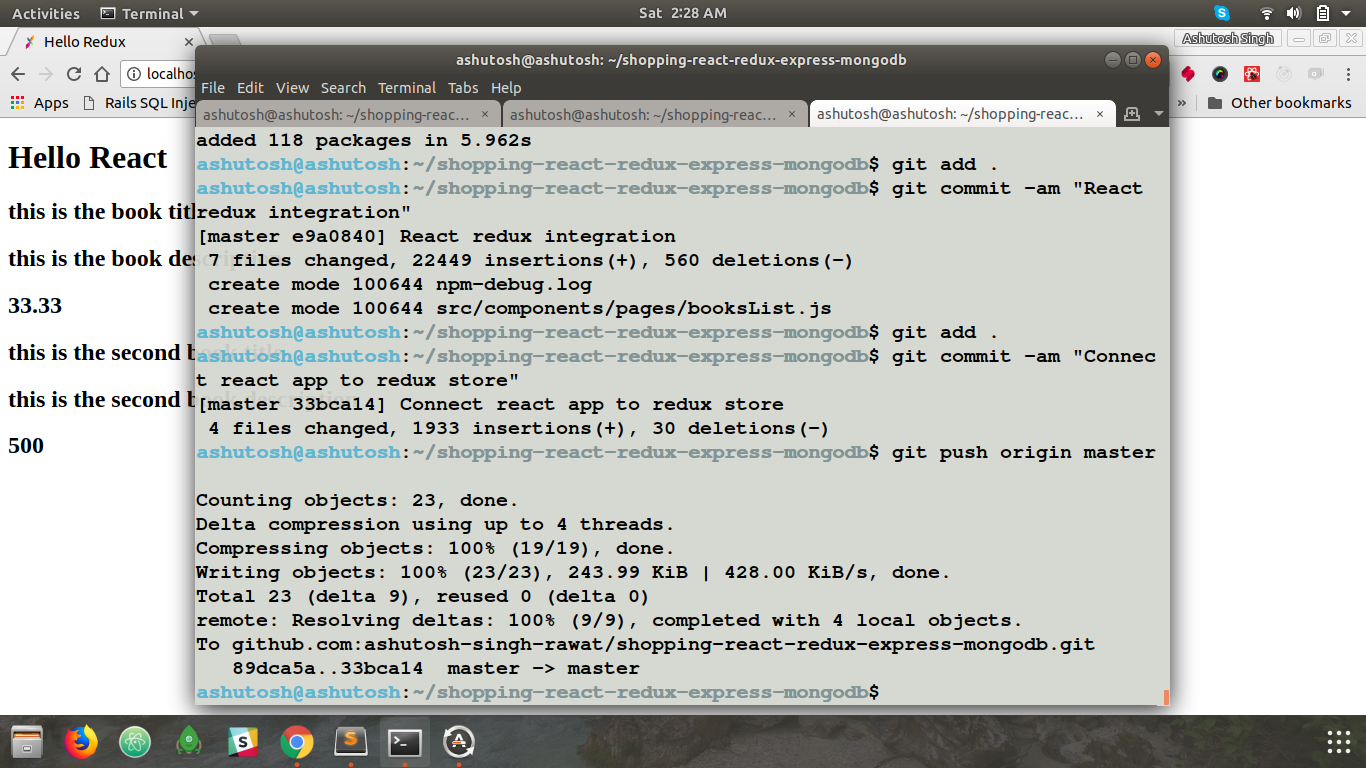 Activities
Terminal
Sat 2:28 AM
Hello Redux
Ashutosh Singh
localhos
Apps
Rails SQL Inje
»
Other bookmarks
Hello React
this is the book titl
this is the book description
33.33
this is the second book title
this is the second book description
500
ashutosh@ashutosh: ~/shopping-react-redux-express-mongodb
File Edit View Search Terminal Tabs Help
ashutosh@ashutosh: ~/shopping-reac… ×
ashutosh@ashutosh: ~/shopping-reac… ×
ashutosh@ashutosh: ~/shopping-reac… ×
added 118 packages in 5.962s
ashutosh@ashutosh:~/shopping-react-redux-express-mongodb$ git add .
ashutosh@ashutosh:~/shopping-react-redux-express-mongodb$ git commit -am "React
redux integration"
[master e9a0840] React redux integration
 7 files changed, 22449 insertions(+), 560 deletions(-)
 create mode 100644 npm-debug.log
 create mode 100644 src/components/pages/booksList.js
ashutosh@ashutosh:~/shopping-react-redux-express-mongodb$ git add .
ashutosh@ashutosh:~/shopping-react-redux-express-mongodb$ git commit -am "Connec
t react app to redux store"
[master 33bca14] Connect react app to redux store
 4 files changed, 1933 insertions(+), 30 deletions(-)
ashutosh@ashutosh:~/shopping-react-redux-express-mongodb$ git push origin master
Counting objects: 23, done.
Delta compression using up to 4 threads.
Compressing objects: 100% (19/19), done.
Writing objects: 100% (23/23), 243.99 KiB | 428.00 KiB/s, done.
Total 23 (delta 9), reused 0 (delta 0)
remote: Resolving deltas: 100% (9/9), completed with 4 local objects.
To github.com:ashutosh-singh-rawat/shopping-react-redux-express-mongodb.git
   89dca5a..33bca14  master -> master
ashutosh@ashutosh:~/shopping-react-redux-express-mongodb$